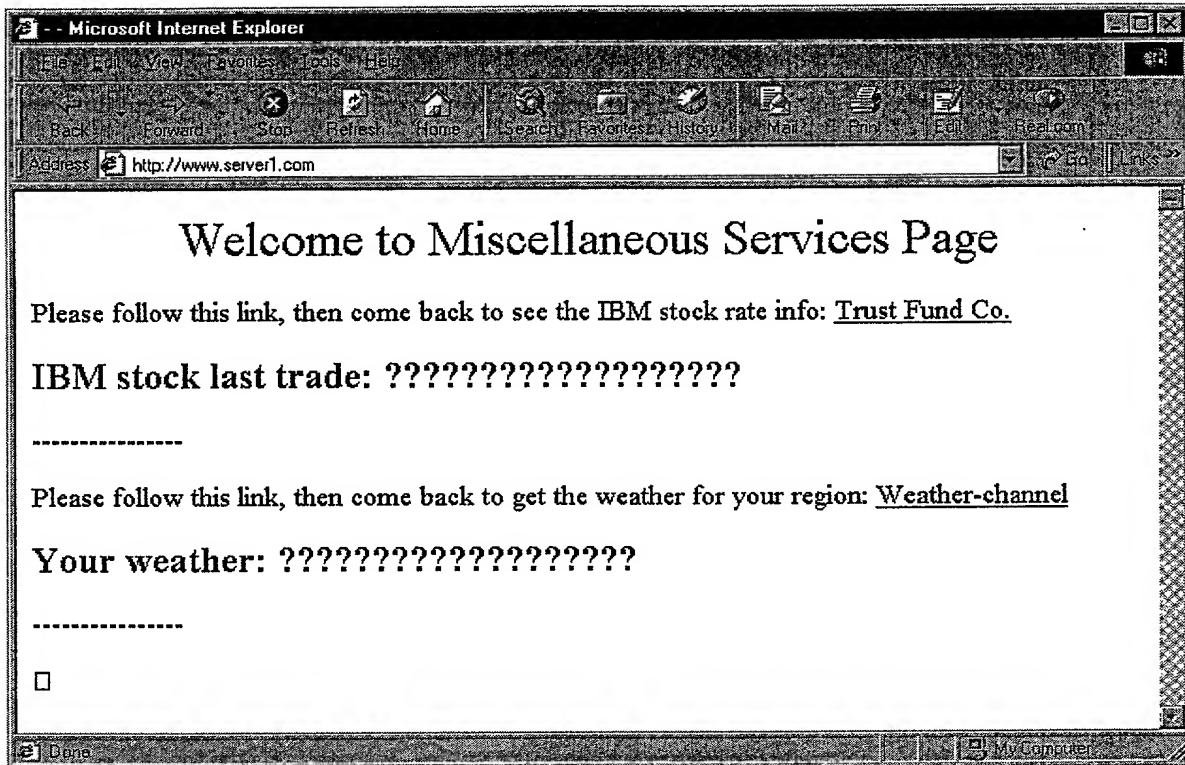 - - Microsoft Internet Explorer
File Edit View Favorites Tools Help
Back Forward Stop Refresh Home Search Favorites History Mail Print Edit Real.com
Address http://www.server1.com Go Links »
Welcome to Miscellaneous Services Page
Please follow this link, then come back to see the IBM stock rate info: Trust Fund Co.
IBM stock last trade: ???????????????????
----------------
Please follow this link, then come back to get the weather for your region: Weather-channel
Your weather: ???????????????????
----------------
Done My Computer